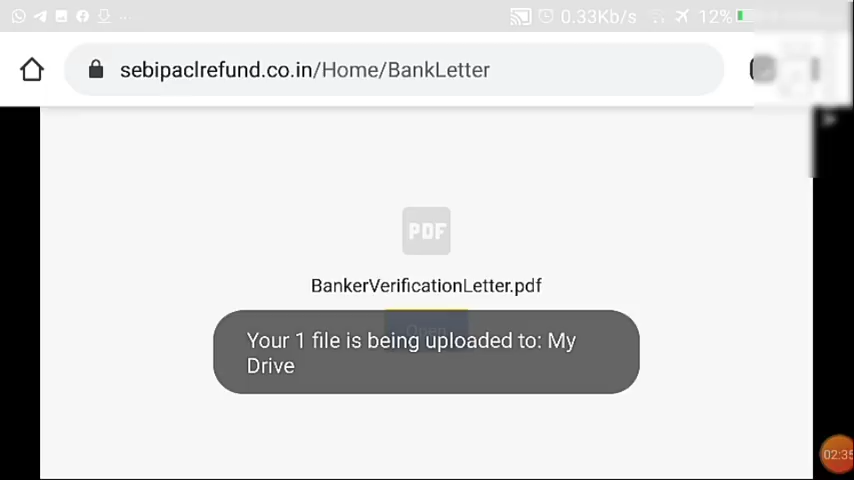 0.33Kb/s 12%
sebipaclrefund.co.in/Home/BankLetter
PDF
BankerVerificationLetter.pdf
Open
Your 1 file is being uploaded to: My
Drive
02:35